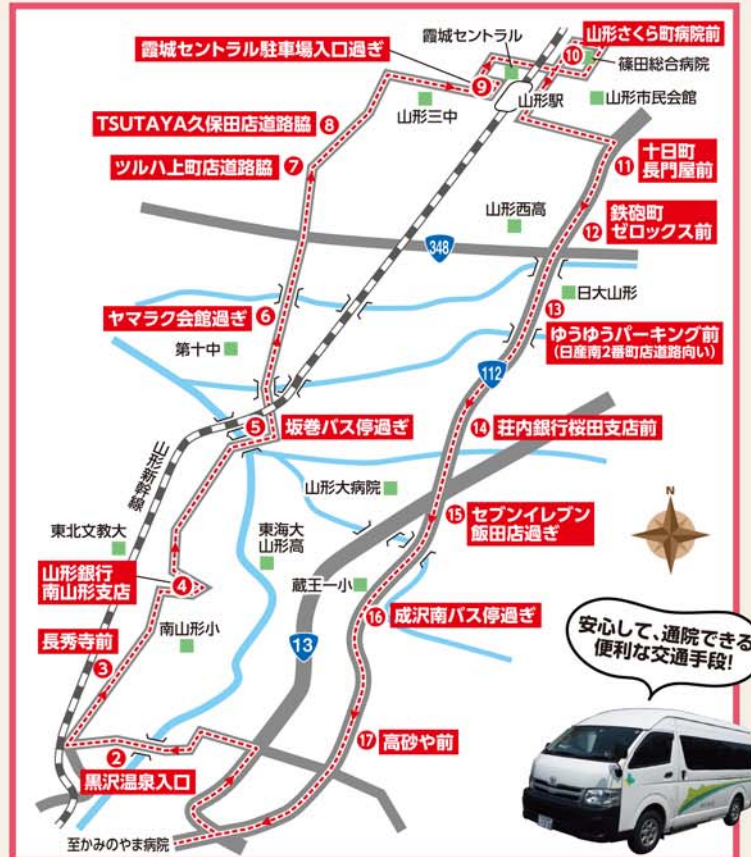 霞城セントラル駐車場入口過ぎ
霞城セントラル
⑨
⑩
山形さくら町病院前
篠田総合病院
山形駅
山形市民会館
山形三中
TSUTAYA久保田店道路脇
⑧
ツルハ上町店道路脇
⑦
⑪
十日町
長門屋前
山形西高
⑫
鉄砲町
ゼロックス前
348
日大山形
⑬
ゆうゆうパーキング前
(日産南2番町店道路向い)
ヤマラク会館過ぎ
⑥
第十中
112
⑤
坂巻バス停過ぎ
⑭
荘内銀行桜田支店前
山形新幹線
山形大病院
⑮
セブンイレブン
飯田店過ぎ
N
東北文教大
東海大
山形高
山形銀行
南山形支店
④
蔵王一小
⑯
成沢南バス停過ぎ
長秀寺前
③
南山形小
13
安心して、通院できる
便利な交通手段!
⑰
高砂や前
②
黒沢温泉入口
至かみのやま病院